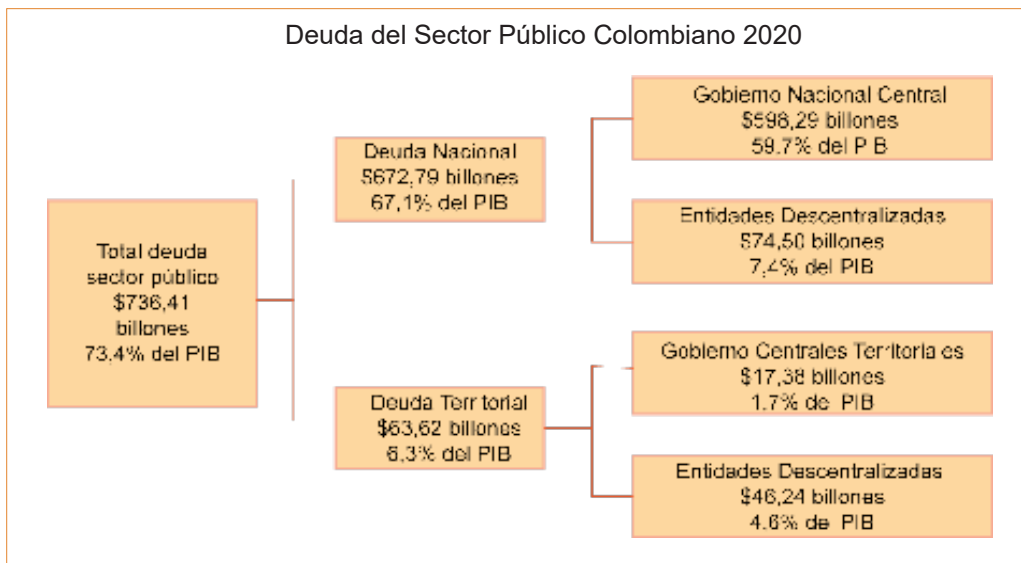 Deuda del Sector Público Colombiano 2020
Total deuda
sector público
$736,41
billones
73,4% del PIB
Deuda Nacional
$672,79 billones
67,1% del PIB
Gobierno Nacional Central
$598,29 billones
59.7% del PIB
Entidades Descentralizadas
$74,50 billones
7,4% del PIB
Deuda Territorial
$63,62 billones
6,3% del PIB
Gobierno Centrales Territoriales
$17,38 billones
1.7% del PIB
Entidades Descentralizadas
$46,24 billones
4.6% del PIB